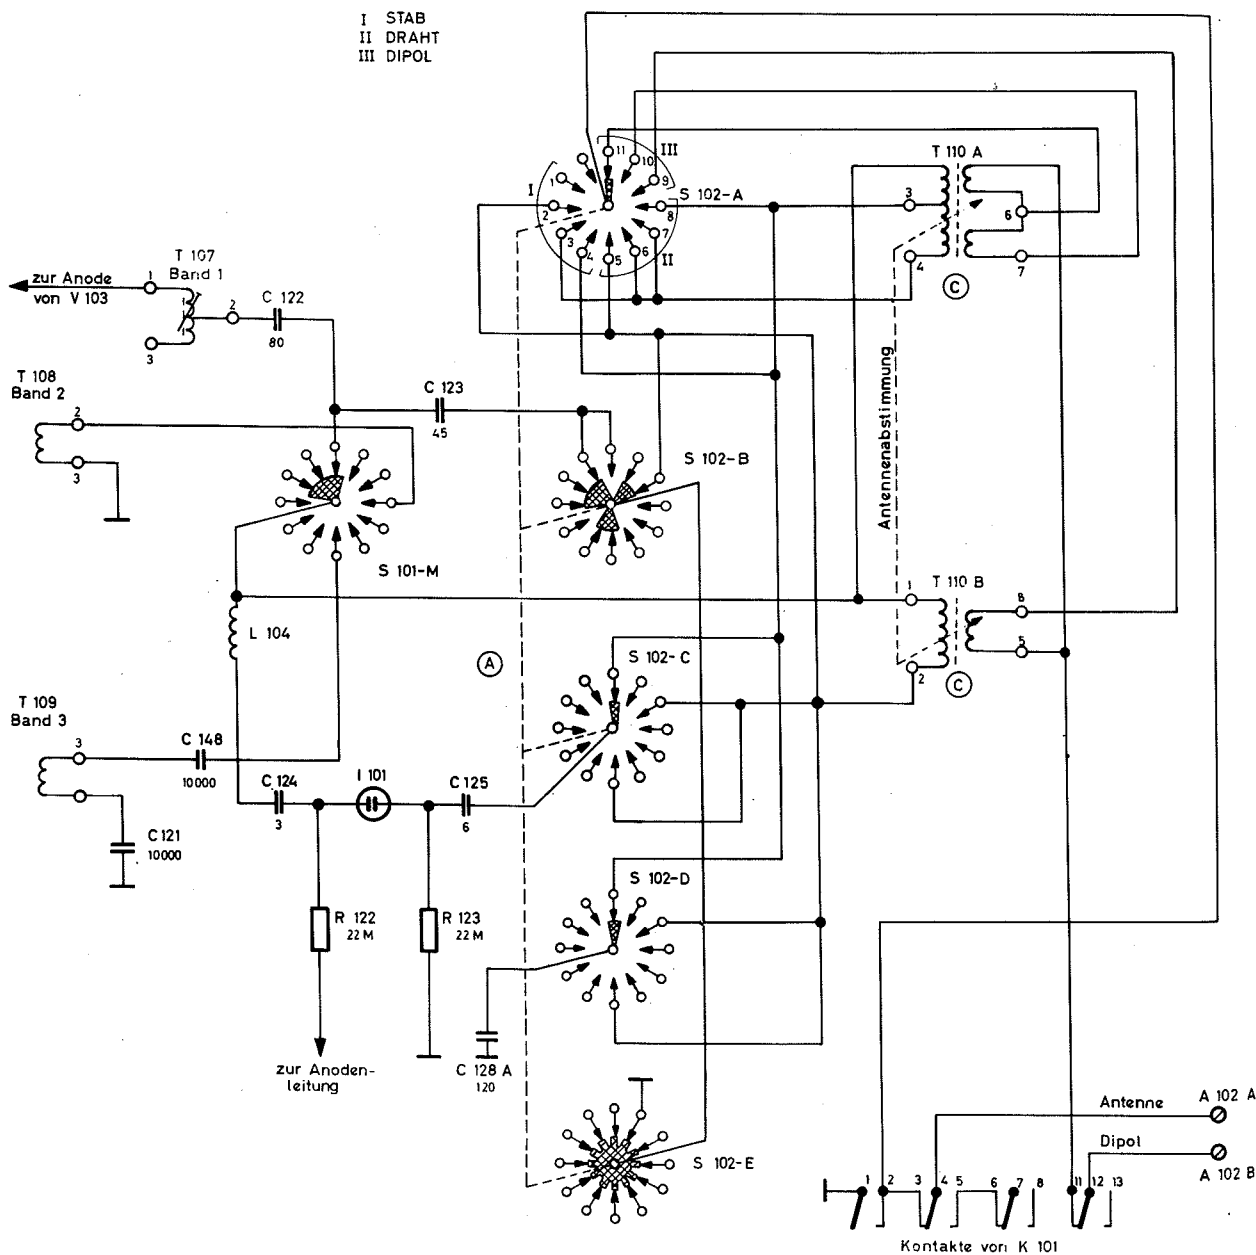 I STAB
II DRAHT
III DIPOL
11
III
10
T 110 A
1
9
I
S 102-A
2
8
3
3
7
6
4
6
5
II
4
7
T 107
Band 1
1
zur Anode
von V 103
C 122
2
C
80
3
T 108
Band 2
C 123
2
45
Antennenabstimmung
S 102-B
3
S 101-M
1
T 110 B
8
L 104
S 102-C
5
A
2
C
T 109
Band 3
3
C 148
10000
C 124
I 101
C 125
3
6
C 121
10000
S 102-D
R 122
22 M
R 123
22 M
zur Anoden-
leitung
C 128 A
120
Antenne
A 102 A
Dipol
S 102-E
A 102 B
1 2 3 4 5 6 7 8 11 12 13
Kontakte von K 101